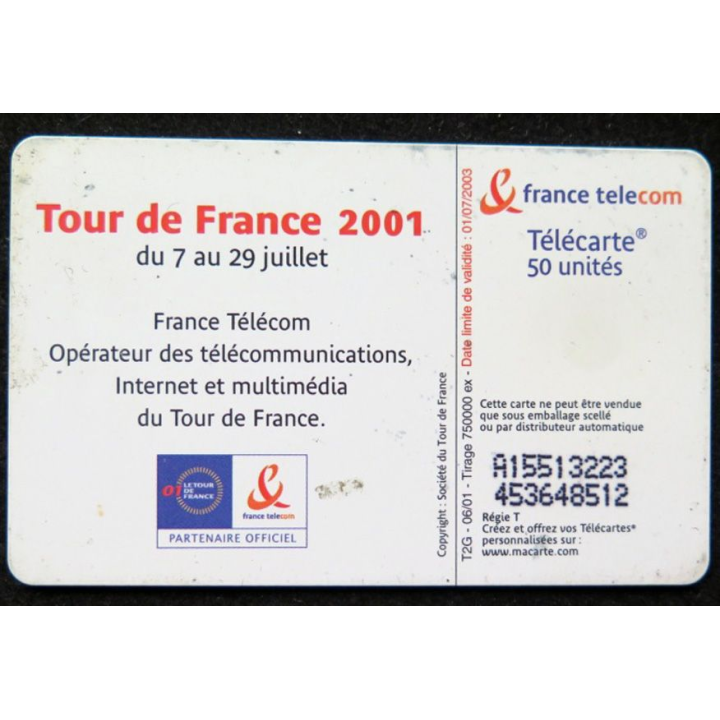 Tour de France 2001
du 7 au 29 juillet
France Télécom
Opérateur des télécommunications,
Internet et multimédia
du Tour de France.
01 LE TOUR
DE
FRANCE
france telecom
PARTENAIRE OFFICIEL
Copyright : Société du Tour de France
T2G - 06/01 - Tirage 750000 ex - Date limite de validité : 01/07/2003
france telecom
Télécarte®
50 unités
Cette carte ne peut être vendue
que sous emballage scellé
ou par distributeur automatique
A15513223
453648512
Régie T
Créez et offrez vos Télécartes*
personnalisées sur :
www.macarte.com